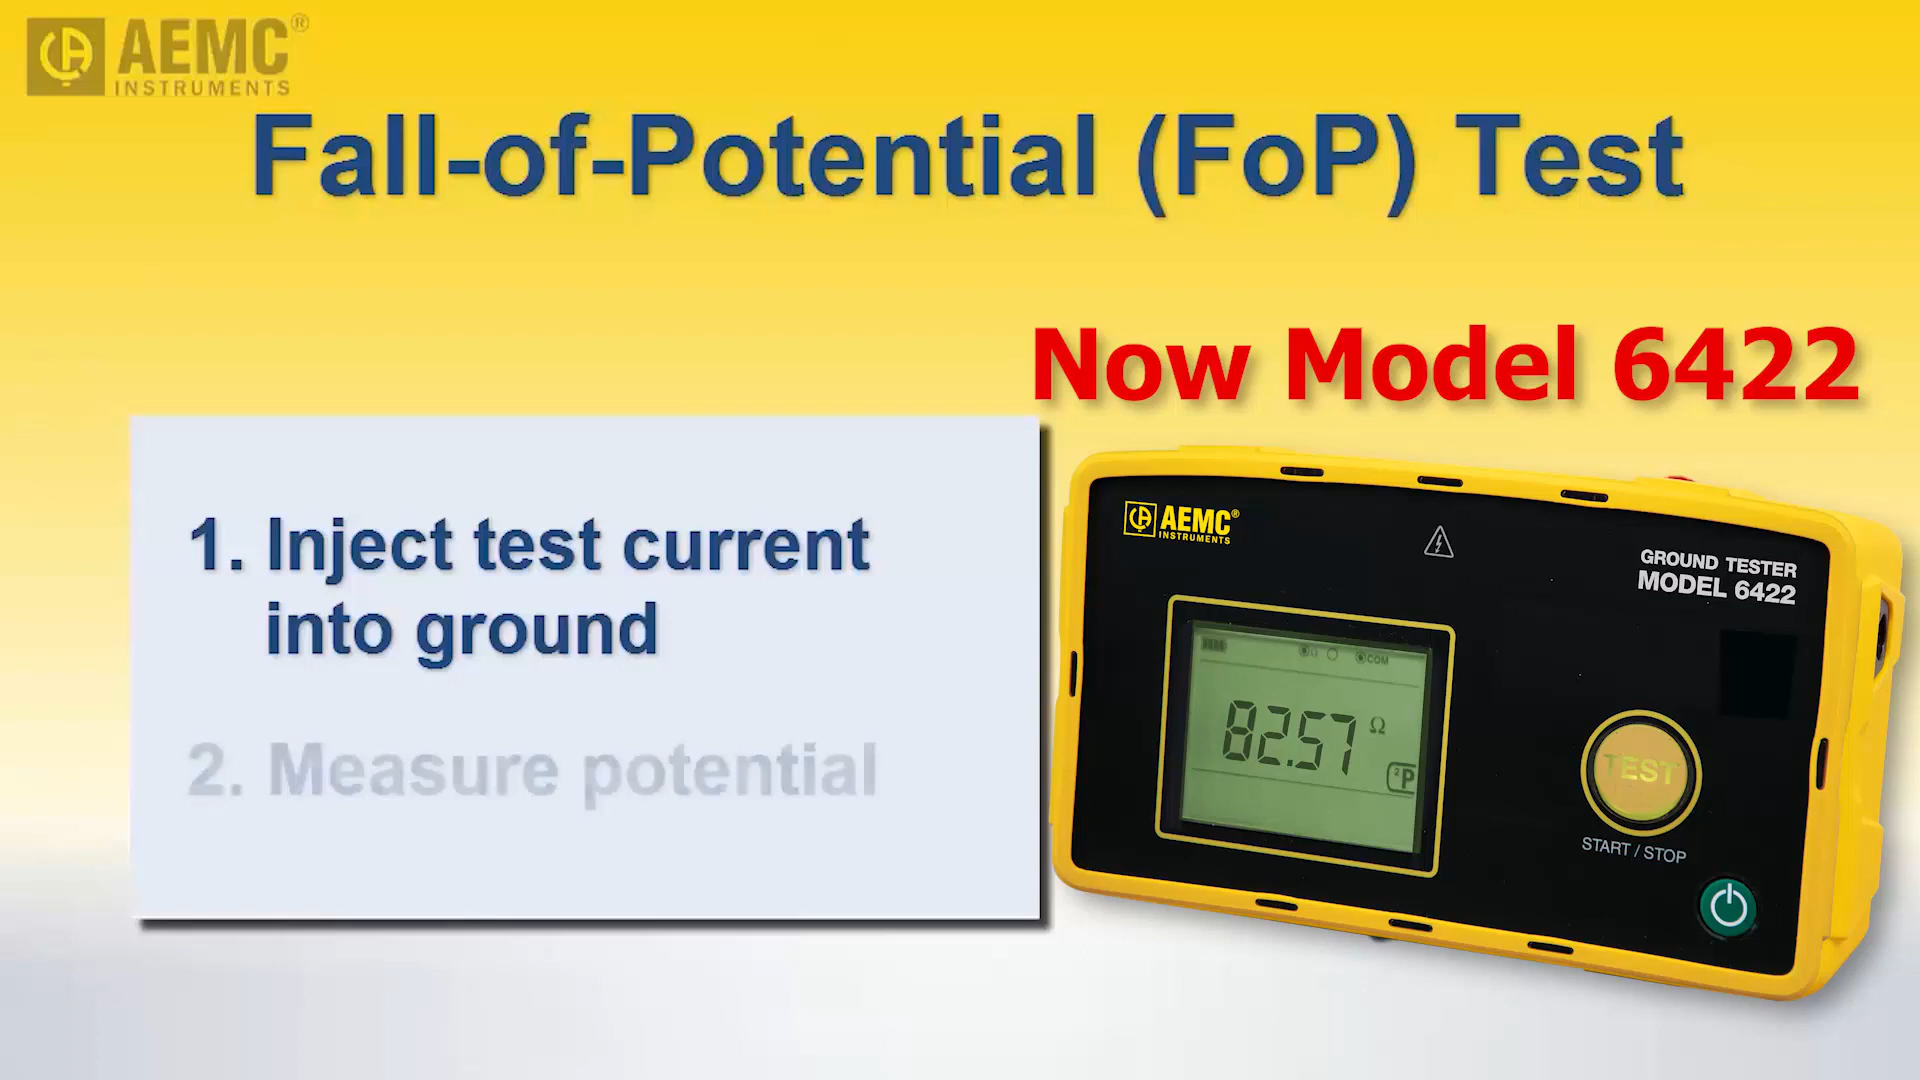 AEMC®
INSTRUMENTS
Fall-of-Potential (FoP) Test
Now Model 6422
1. Inject test current
into ground
2. Measure potential
AEMC®
INSTRUMENTS
GROUND TESTER
MODEL 6422
Ω COM
82.57 Ω
2P
TEST
START / STOP